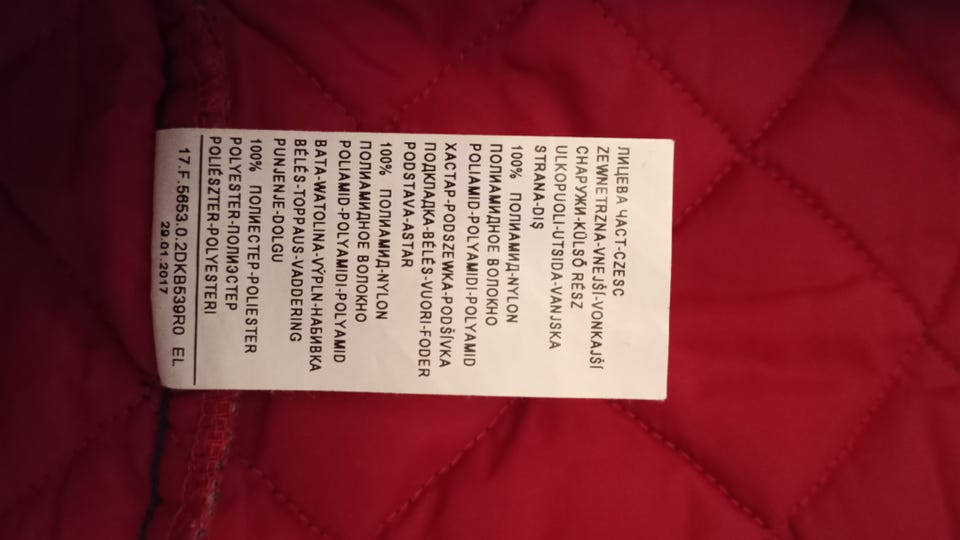 ЛИЦЕВА ЧАСТ-CZESC
ZEWNETRZNA-VNEJŠÍ-VONKAJŠÍ
СНАРУЖИ-KÜLSŐ RÉSZ
ULKOPUOLI-UTSIDA-VANJSKA
STRANA-DIŞ
100% ПОЛИАМИД-NYLON
ПОЛИАМИДНОЕ ВОЛОКНО
POLIAMID-POLYAMIDI-POLYAMID
ХАСТАР-PODSZEWKA-PODŠÍVKA
ПОДКЛАДКА-BÉLÉS-VUORI-FODER
PODSTAVA-ASTAR
100% ПОЛИАМИД-NYLON
ПОЛИАМИДНОЕ ВОЛОКНО
POLIAMID-POLYAMIDI-POLYAMID
ВАТА-WATOLINA-VÝPLN-НАБИВКА
BÉLÉS-TOPPAUS-VADDERING
PUNJENJE-DOLGU
100% ПОЛИЕСТЕР-POLIESTER
POLYESTER-ПОЛИЭСТЕР
POLIÉSZTER-POLYESTERI
17.F.5653.0.2DKB539R0 EL
20.01.2017